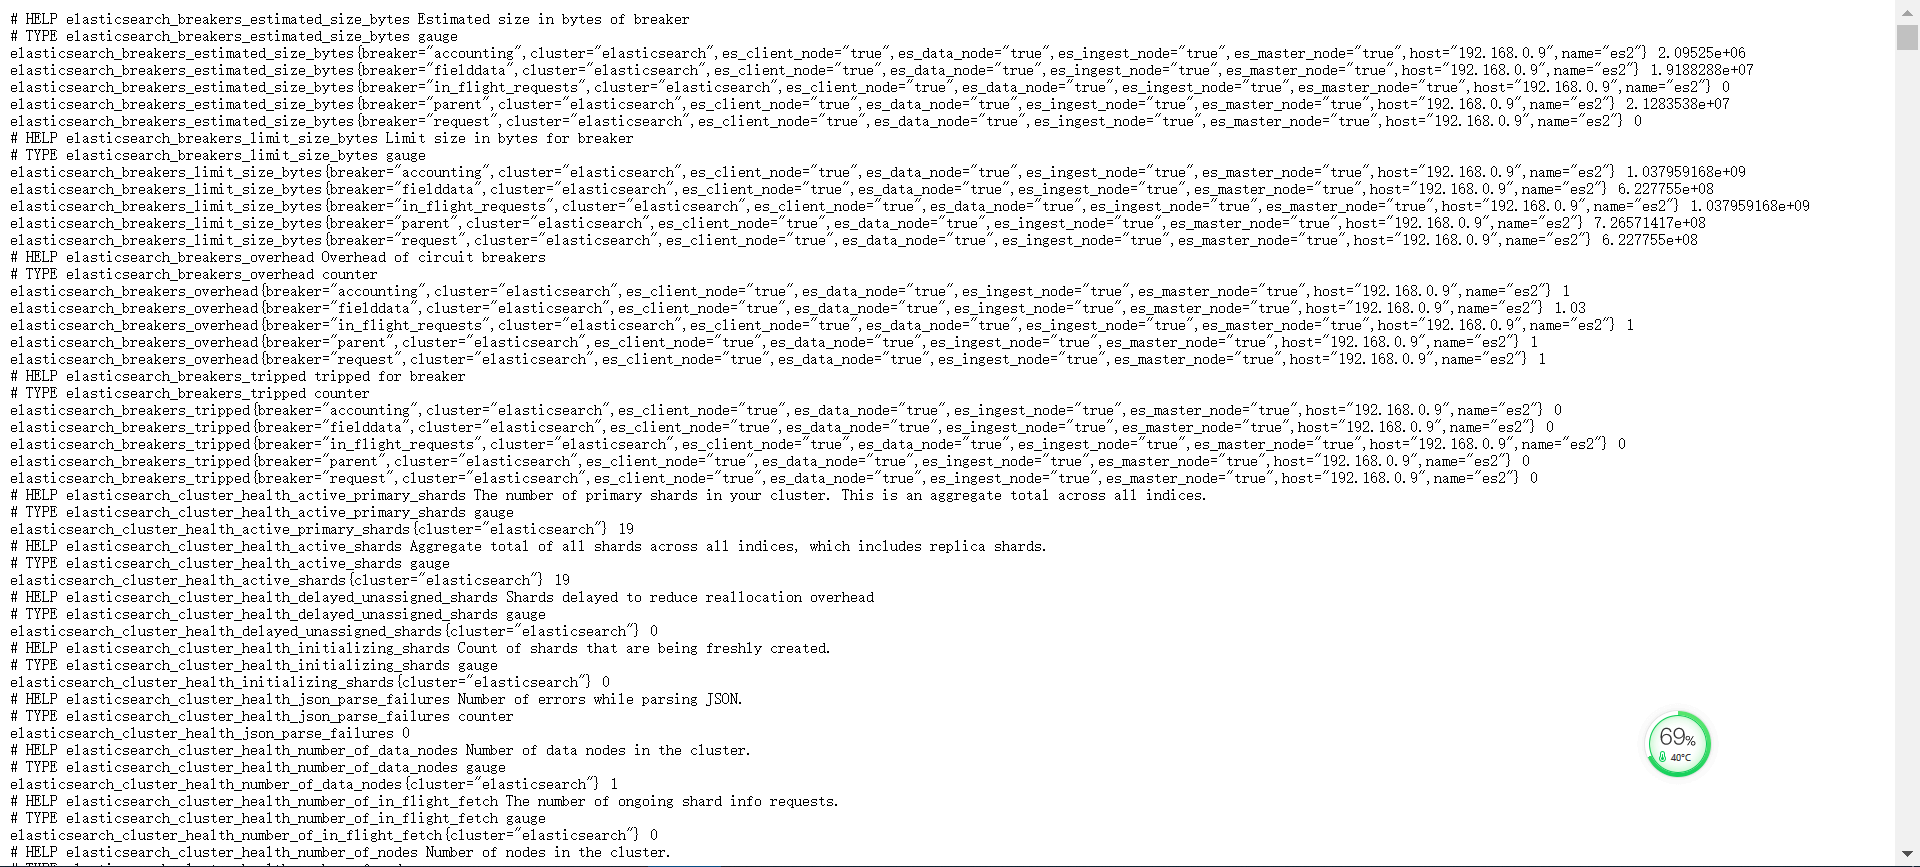 # HELP elasticsearch_breakers_estimated_size_bytes Estimated size in bytes of breaker
# TYPE elasticsearch_breakers_estimated_size_bytes gauge
elasticsearch_breakers_estimated_size_bytes{breaker="accounting",cluster="elasticsearch",es_client_node="true",es_data_node="true",es_ingest_node="true",es_master_node="true",host="192.168.0.9",name="es2"} 2.09525e+06
elasticsearch_breakers_estimated_size_bytes{breaker="fielddata",cluster="elasticsearch",es_client_node="true",es_data_node="true",es_ingest_node="true",es_master_node="true",host="192.168.0.9",name="es2"} 1.9188288e+07
elasticsearch_breakers_estimated_size_bytes{breaker="in_flight_requests",cluster="elasticsearch",es_client_node="true",es_data_node="true",es_ingest_node="true",es_master_node="true",host="192.168.0.9",name="es2"} 0
elasticsearch_breakers_estimated_size_bytes{breaker="parent",cluster="elasticsearch",es_client_node="true",es_data_node="true",es_ingest_node="true",es_master_node="true",host="192.168.0.9",name="es2"} 2.1283538e+07
elasticsearch_breakers_estimated_size_bytes{breaker="request",cluster="elasticsearch",es_client_node="true",es_data_node="true",es_ingest_node="true",es_master_node="true",host="192.168.0.9",name="es2"} 0
# HELP elasticsearch_breakers_limit_size_bytes Limit size in bytes for breaker
# TYPE elasticsearch_breakers_limit_size_bytes gauge
elasticsearch_breakers_limit_size_bytes{breaker="accounting",cluster="elasticsearch",es_client_node="true",es_data_node="true",es_ingest_node="true",es_master_node="true",host="192.168.0.9",name="es2"} 1.037959168e+09
elasticsearch_breakers_limit_size_bytes{breaker="fielddata",cluster="elasticsearch",es_client_node="true",es_data_node="true",es_ingest_node="true",es_master_node="true",host="192.168.0.9",name="es2"} 6.227755e+08
elasticsearch_breakers_limit_size_bytes{breaker="in_flight_requests",cluster="elasticsearch",es_client_node="true",es_data_node="true",es_ingest_node="true",es_master_node="true",host="192.168.0.9",name="es2"} 1.037959168e+09
elasticsearch_breakers_limit_size_bytes{breaker="parent",cluster="elasticsearch",es_client_node="true",es_data_node="true",es_ingest_node="true",es_master_node="true",host="192.168.0.9",name="es2"} 7.26571417e+08
elasticsearch_breakers_limit_size_bytes{breaker="request",cluster="elasticsearch",es_client_node="true",es_data_node="true",es_ingest_node="true",es_master_node="true",host="192.168.0.9",name="es2"} 6.227755e+08
# HELP elasticsearch_breakers_overhead Overhead of circuit breakers
# TYPE elasticsearch_breakers_overhead counter
elasticsearch_breakers_overhead{breaker="accounting",cluster="elasticsearch",es_client_node="true",es_data_node="true",es_ingest_node="true",es_master_node="true",host="192.168.0.9",name="es2"} 1
elasticsearch_breakers_overhead{breaker="fielddata",cluster="elasticsearch",es_client_node="true",es_data_node="true",es_ingest_node="true",es_master_node="true",host="192.168.0.9",name="es2"} 1.03
elasticsearch_breakers_overhead{breaker="in_flight_requests",cluster="elasticsearch",es_client_node="true",es_data_node="true",es_ingest_node="true",es_master_node="true",host="192.168.0.9",name="es2"} 1
elasticsearch_breakers_overhead{breaker="parent",cluster="elasticsearch",es_client_node="true",es_data_node="true",es_ingest_node="true",es_master_node="true",host="192.168.0.9",name="es2"} 1
elasticsearch_breakers_overhead{breaker="request",cluster="elasticsearch",es_client_node="true",es_data_node="true",es_ingest_node="true",es_master_node="true",host="192.168.0.9",name="es2"} 1
# HELP elasticsearch_breakers_tripped tripped for breaker
# TYPE elasticsearch_breakers_tripped counter
elasticsearch_breakers_tripped{breaker="accounting",cluster="elasticsearch",es_client_node="true",es_data_node="true",es_ingest_node="true",es_master_node="true",host="192.168.0.9",name="es2"} 0
elasticsearch_breakers_tripped{breaker="fielddata",cluster="elasticsearch",es_client_node="true",es_data_node="true",es_ingest_node="true",es_master_node="true",host="192.168.0.9",name="es2"} 0
elasticsearch_breakers_tripped{breaker="in_flight_requests",cluster="elasticsearch",es_client_node="true",es_data_node="true",es_ingest_node="true",es_master_node="true",host="192.168.0.9",name="es2"} 0
elasticsearch_breakers_tripped{breaker="parent",cluster="elasticsearch",es_client_node="true",es_data_node="true",es_ingest_node="true",es_master_node="true",host="192.168.0.9",name="es2"} 0
elasticsearch_breakers_tripped{breaker="request",cluster="elasticsearch",es_client_node="true",es_data_node="true",es_ingest_node="true",es_master_node="true",host="192.168.0.9",name="es2"} 0
# HELP elasticsearch_cluster_health_active_primary_shards The number of primary shards in your cluster. This is an aggregate total across all indices.
# TYPE elasticsearch_cluster_health_active_primary_shards gauge
elasticsearch_cluster_health_active_primary_shards{cluster="elasticsearch"} 19
# HELP elasticsearch_cluster_health_active_shards Aggregate total of all shards across all indices, which includes replica shards.
# TYPE elasticsearch_cluster_health_active_shards gauge
elasticsearch_cluster_health_active_shards{cluster="elasticsearch"} 19
# HELP elasticsearch_cluster_health_delayed_unassigned_shards Shards delayed to reduce reallocation overhead
# TYPE elasticsearch_cluster_health_delayed_unassigned_shards gauge
elasticsearch_cluster_health_delayed_unassigned_shards{cluster="elasticsearch"} 0
# HELP elasticsearch_cluster_health_initializing_shards Count of shards that are being freshly created.
# TYPE elasticsearch_cluster_health_initializing_shards gauge
elasticsearch_cluster_health_initializing_shards{cluster="elasticsearch"} 0
# HELP elasticsearch_cluster_health_json_parse_failures Number of errors while parsing JSON.
# TYPE elasticsearch_cluster_health_json_parse_failures counter
elasticsearch_cluster_health_json_parse_failures 0
# HELP elasticsearch_cluster_health_number_of_data_nodes Number of data nodes in the cluster.
# TYPE elasticsearch_cluster_health_number_of_data_nodes gauge
elasticsearch_cluster_health_number_of_data_nodes{cluster="elasticsearch"} 1
# HELP elasticsearch_cluster_health_number_of_in_flight_fetch The number of ongoing shard info requests.
# TYPE elasticsearch_cluster_health_number_of_in_flight_fetch gauge
elasticsearch_cluster_health_number_of_in_flight_fetch{cluster="elasticsearch"} 0
# HELP elasticsearch_cluster_health_number_of_nodes Number of nodes in the cluster.
69%
40°C